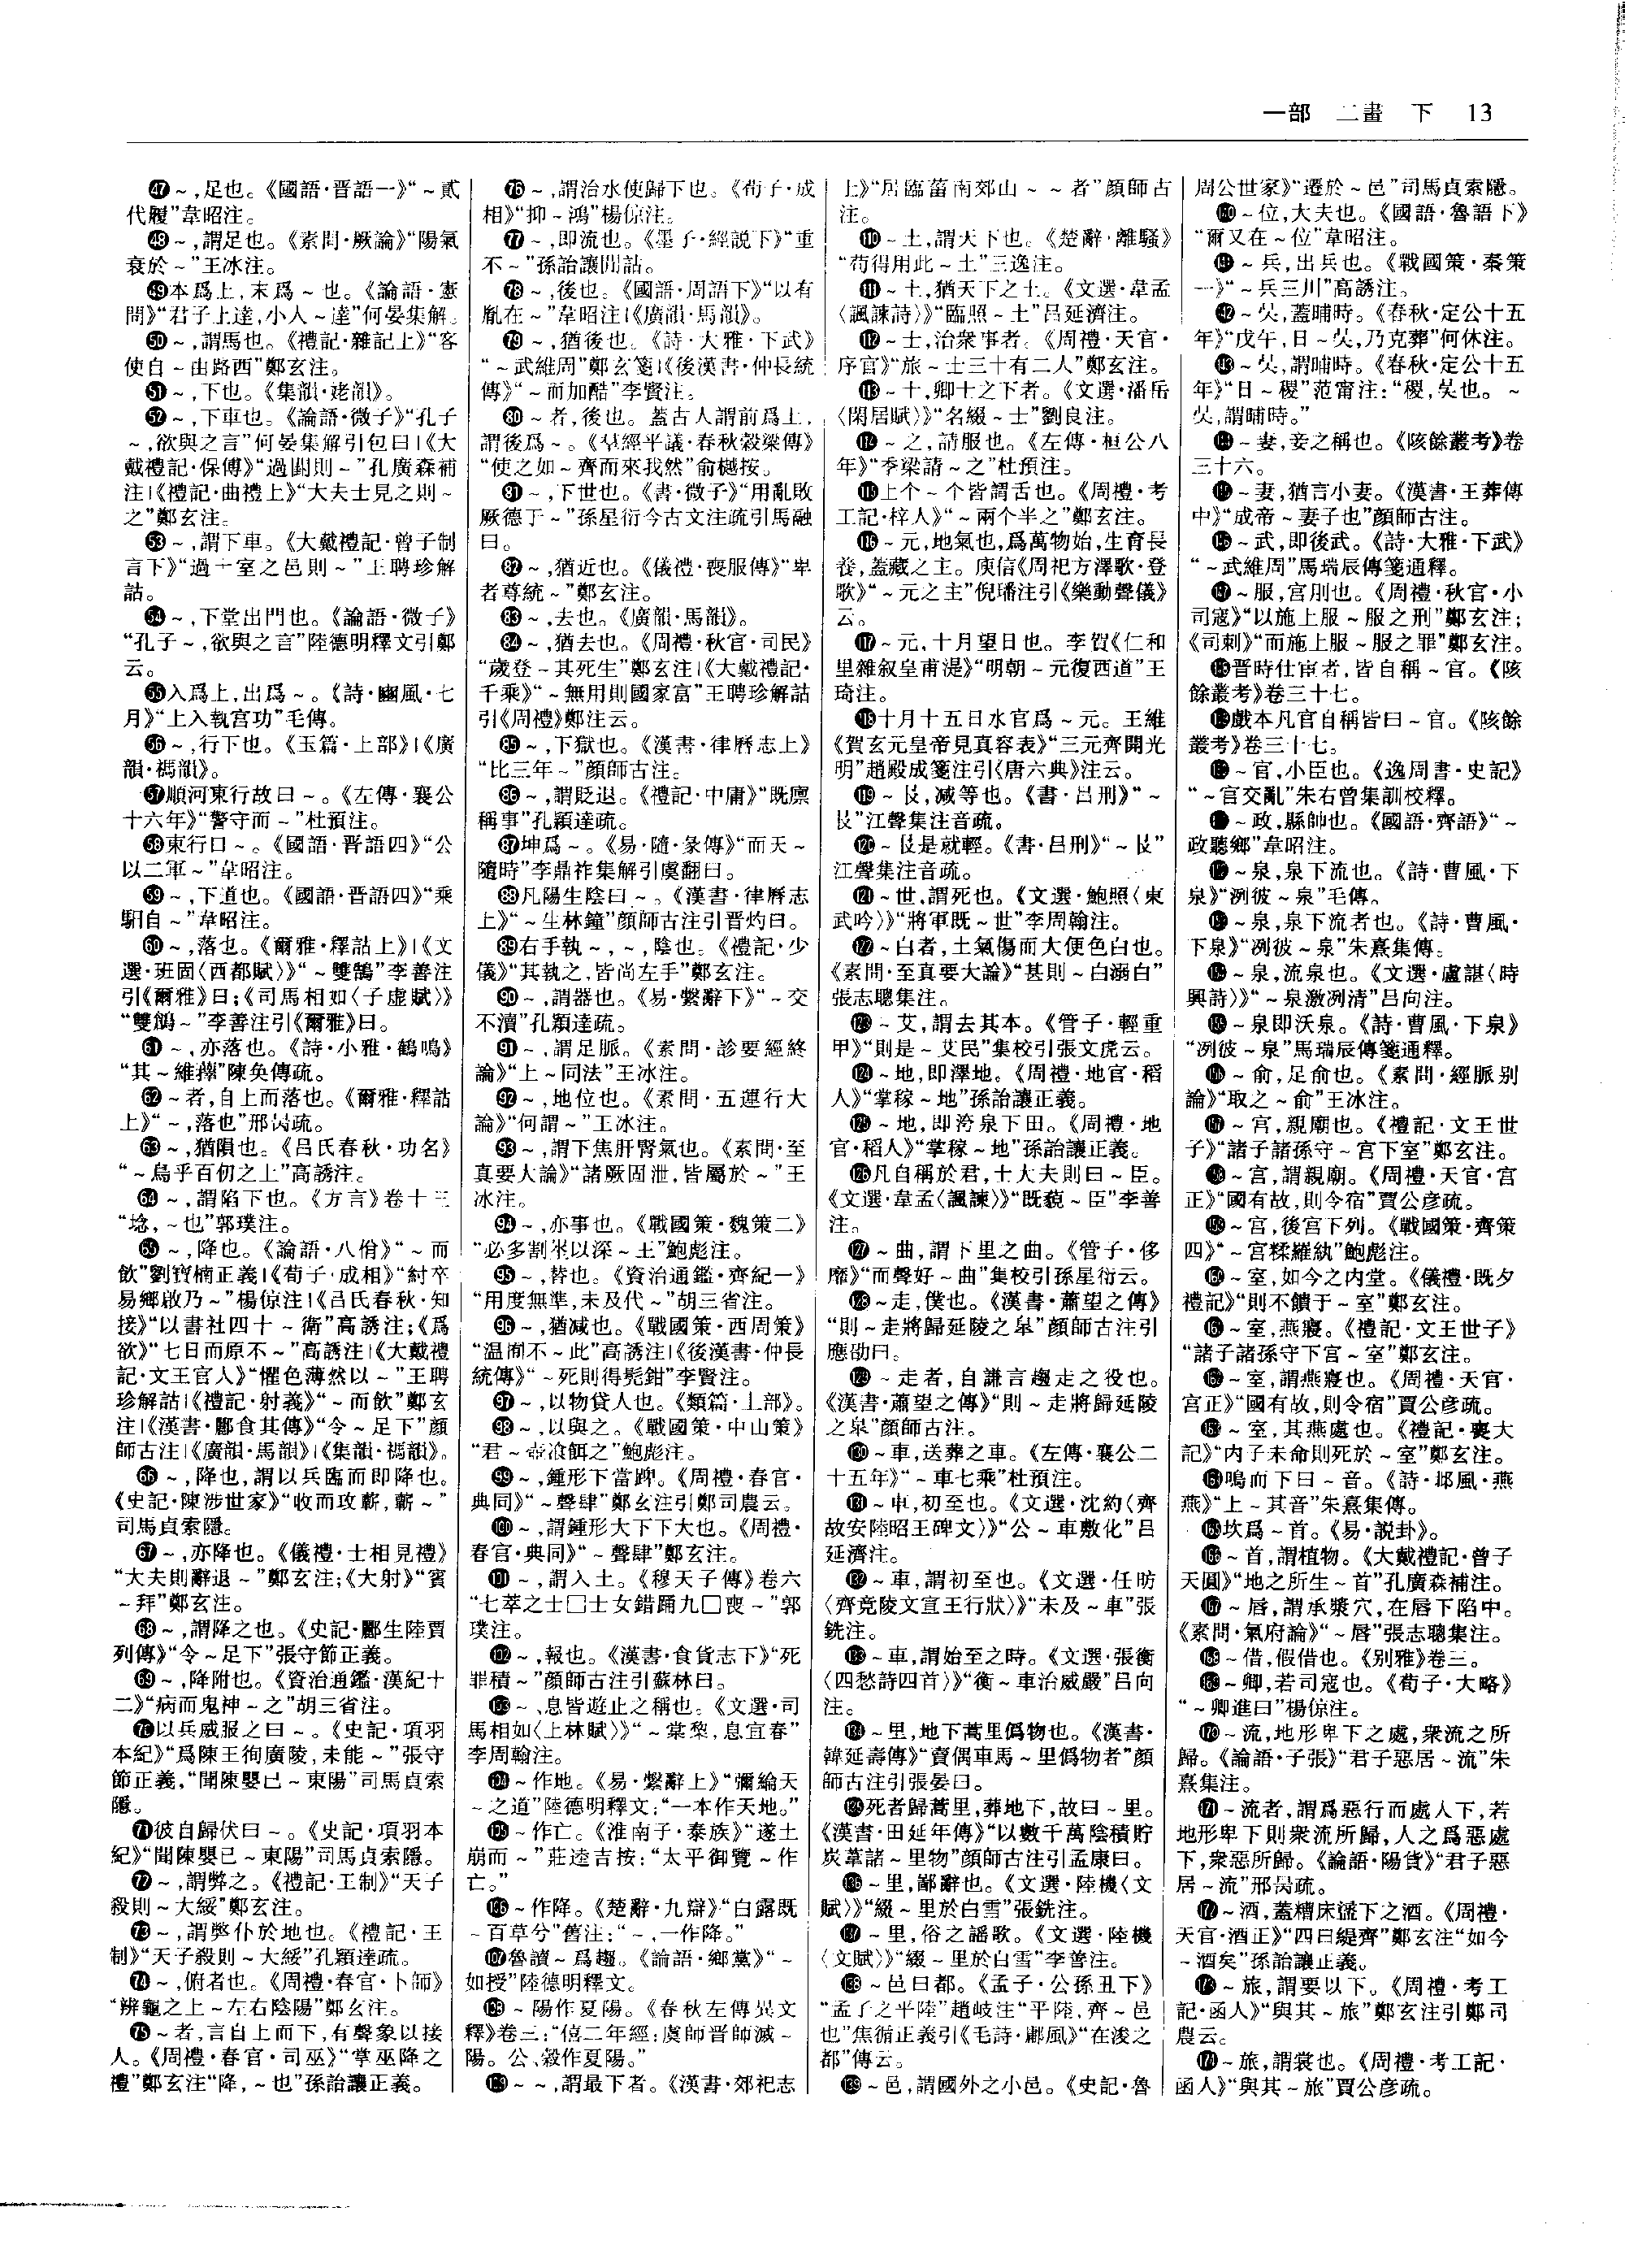 一部　二畫　下　13
㊼～,足也。《國語·晋語一》“～貳
代履”韋昭注。
㊽～,謂足也。《素問·厥論》“陽氣
衰於～”王冰注。
㊾本爲上,末爲～也。《論語·憲
問》“君子上達,小人～達”何晏集解。
㊿～,謂馬也。《禮記·雜記上》“客
使自～由路西”鄭玄注。
51～,下也。《集韻·姥韻》。
52～,下車也。《論語·微子》“孔子
～,欲與之言”何晏集解引包曰|《大
戴禮記·保傅》“過闕則～”孔廣森補
注|《禮記·曲禮上》“大夫士見之則～
之”鄭玄注。
53～,謂下車。《大戴禮記·曾子制
言下》“過十室之邑則～”王聘珍解
詁。
54～,下堂出門也。《論語·微子》
“孔子～,欲與之言”陸德明釋文引鄭
云。
55入爲上,出爲～。《詩·豳風·七
月》“上入執宫功”毛傳。
56～,行下也。《玉篇·上部》|《廣
韻·禡韻》。
57順河東行故曰～。《左傳·襄公
十六年》“警守而～”杜預注。
58東行曰～。《國語·晋語四》“公
以二軍～”韋昭注。
59～,下道也。《國語·晋語四》“乘
馹自～”韋昭注。
60～,落也。《爾雅·釋詁上》|《文
選·班固〈西都賦〉》“～雙鵠”李善注
引《爾雅》曰;《司馬相如〈子虚賦〉》
“雙鶬～”李善注引《爾雅》曰。
61～,亦落也。《詩·小雅·鶴鳴》
“其～維蘀”陳奂傳疏。
62～者,自上而落也。《爾雅·釋詁
上》“～,落也”邢昺疏。
63～,猶隕也。《吕氏春秋·功名》
“～鳥乎百仞之上”高誘注。
64～,謂陷下也。《方言》卷十三
“埝,～也”郭璞注。
65～,降也。《論語·八佾》“～而
飲”劉寶楠正義|《荀子·成相》“紂卒
易鄉啟乃～”楊倞注|《吕氏春秋·知
接》“以書社四十～衛”高誘注;《爲
欲》“七日而原不～”高誘注|《大戴禮
記·文王官人》“懼色薄然以～”王聘
珍解詁|《禮記·射義》“～而飲”鄭玄
注|《漢書·酈食其傳》“令～足下”顔
師古注|《廣韻·馬韻》|《集韻·禡韻》。
66～,降也,謂以兵臨而即降也。
《史記·陳涉世家》“收而攻蘄,蘄～”
司馬貞索隱。
67～,亦降也。《儀禮·士相見禮》
“大夫則辭退～”鄭玄注;《大射》“賓
～拜”鄭玄注。
68～,謂降之也。《史記·酈生陸賈
列傳》“令～足下”張守節正義。
69～,降附也。《資治通鑑·漢紀十
二》“病而鬼神～之”胡三省注。
70以兵威服之曰～。《史記·項羽
本紀》“爲陳王徇廣陵,未能～”張守
節正義,“聞陳嬰已～東陽”司馬貞索
隱。
71彼自歸伏曰～。《史記·項羽本
紀》“聞陳嬰已～東陽”司馬貞索隱。
72～,謂弊之。《禮記·王制》“天子
殺則～大綏”鄭玄注。
73～,謂弊仆於地也。《禮記·王
制》“天子殺則～大綏”孔穎達疏。
74～,俯者也。《周禮·春官·卜師》
“辨龜之上～左右陰陽”鄭玄注。
75～者,言自上而下,有聲象以接
人。《周禮·春官·司巫》“掌巫降之
禮”鄭玄注“降,～也”孫詒讓正義。
76～,謂治水使歸下也。《荀子·成
相》“抑～鴻”楊倞注。
77～,即流也。《墨子·經説下》“重
不～”孫詒讓閒詁。
78～,後也。《國語·周語下》“以有
胤在～”韋昭注|《廣韻·馬韻》。
79～,猶後也。《詩·大雅·下武》
“～武維周”鄭玄箋|《後漢書·仲長統
傳》“～而加酷”李賢注。
80～者,後也。蓋古人謂前爲上,
謂後爲～。《羣經平議·春秋穀梁傳》
“使之如～齊而來我然”俞樾按。
81～,下世也。《書·微子》“用亂敗
厥德于～”孫星衍今古文注疏引馬融
曰。
82～,猶近也。《儀禮·喪服傳》“卑
者尊統～”鄭玄注。
83～,去也。《廣韻·馬韻》。
84～,猶去也。《周禮·秋官·司民》
“歲登～其死生”鄭玄注|《大戴禮記·
千乘》“～無用則國家富”王聘珍解詁
引《周禮》鄭注云。
85～,下獄也。《漢書·律曆志上》
“比三年～”顔師古注。
86～,謂貶退。《禮記·中庸》“既廩
稱事”孔穎達疏。
87坤爲～。《易·隨·彖傳》“而天～
隨時”李鼎祚集解引虞翻曰。
88凡陽生陰曰～。《漢書·律曆志
上》“～生林鐘”顔師古注引晋灼曰。
89右手執～,～,陰也。《禮記·少
儀》“其執之,皆尚左手”鄭玄注。
90～,謂器也。《易·繫辭下》“～交
不瀆”孔穎達疏。
91～,謂足脈。《素問·診要經終
論》“上～同法”王冰注。
92～,地位也。《素問·五運行大
論》“何謂～”王冰注。
93～,謂下焦肝腎氣也。《素問·至
真要大論》“諸厥固泄,皆屬於～”王
冰注。
94～,亦事也。《戰國策·魏策二》
“必多割地以深～王”鮑彪注。
95～,替也。《資治通鑑·齊紀一》
“用度無準,未及代～”胡三省注。
96～,猶减也。《戰國策·西周策》
“温囿不～此”高誘注|《後漢書·仲長
統傳》“～死則得髡鉗”李賢注。
97～,以物貸人也。《類篇·上部》。
98～,以與之。《戰國策·中山策》
“君～壺飡餌之”鮑彪注。
99～,鍾形下當踔。《周禮·春官·
典同》“～聲肆”鄭玄注引鄭司農云。
100～,謂鍾形大下下大也。《周禮·
春官·典同》“～聲肆”鄭玄注。
101～,謂入土。《穆天子傳》卷六
“七萃之士□士女錯踊九□喪～”郭
璞注。
102～,報也。《漢書·食貨志下》“死
罪積～”顔師古注引蘇林曰。
103～、息皆遊止之稱也。《文選·司
馬相如〈上林賦〉》“～棠棃,息宜春”
李周翰注。
104～作地。《易·繫辭上》“彌綸天
～之道”陸德明釋文:“一本作天地。”
105～作亡。《淮南子·泰族》“遂土
崩而～”莊逵吉按:“太平御覽～作
亡。”
106～作降。《楚辭·九辯》“白露既
～百草兮”舊注:“～,一作降。”
107魯讀～爲趨。《論語·鄉黨》“～
如授”陸德明釋文。
108～陽作夏陽。《春秋左傳異文
釋》卷三:“僖二年經:虞師晋師滅～
陽。公、穀作夏陽。”
109～～,謂最下者。《漢書·郊祀志
上》“居臨菑南郊山～～者”顔師古
注。
110～土,謂天下也。《楚辭·離騷》
“苟得用此～土”王逸注。
111～土,猶天下之土。《文選·韋孟
〈諷諫詩〉》“臨照～土”吕延濟注。
112～士,治衆事者。《周禮·天官·
序官》“旅～士三十有二人”鄭玄注。
113～士,卿士之下者。《文選·潘岳
〈閑居賦〉》“名綴～士”劉良注。
114～之,請服也。《左傳·桓公八
年》“季梁請～之”杜預注。
115上个～个皆謂舌也。《周禮·考
工記·梓人》“～兩个半之”鄭玄注。
116～元,地氣也,爲萬物始,生育長
養,蓋藏之主。庾信《周祀方澤歌·登
歌》“～元之主”倪璠注引《樂動聲儀》
云。
117～元,十月望日也。李賀《仁和
里雜叙皇甫湜》“明朝～元復西道”王
琦注。
118十月十五日水官爲～元。王維
《賀玄元皇帝見真容表》“三元齊開光
明”趙殿成箋注引《唐六典》注云。
119～㞋,減等也。《書·吕刑》“～
㞋”江聲集注音疏。
120～㞋是就輕。《書·吕刑》“～㞋”
江聲集注音疏。
121～世,謂死也。《文選·鮑照〈東
武吟〉》“將軍既～世”李周翰注。
122～白者,土氣傷而大便色白也。
《素問·至真要大論》“甚則～白溺白”
張志聰集注。
123～艾,謂去其本。《管子·輕重
甲》“則是～艾民”集校引張文虎云。
124～地,即澤地。《周禮·地官·稻
人》“掌稼～地”孫詒讓正義。
125～地,即洿泉下田。《周禮·地
官·稻人》“掌稼～地”孫詒讓正義。
126凡自稱於君,士大夫則曰～臣。
《文選·韋孟〈諷諫〉》“既藐～臣”李善
注。
127～曲,謂下里之曲。《管子·侈
靡》“而聲好～曲”集校引孫星衍云。
128～走,僕也。《漢書·蕭望之傳》
“則～走將歸延陵之皋”顔師古注引
應劭曰。
129～走者,自謙言趨走之役也。
《漢書·蕭望之傳》“則～走將歸延陵
之皋”顔師古注。
130～車,送葬之車。《左傳·襄公二
十五年》“～車七乘”杜預注。
131～車,初至也。《文選·沈約〈齊
故安陸昭王碑文〉》“公～車敷化”吕
延濟注。
132～車,謂初至也。《文選·任昉
〈齊竟陵文宣王行狀〉》“未及～車”張
銑注。
133～車,謂始至之時。《文選·張衡
〈四愁詩四首〉》“衡～車治威嚴”吕向
注。
134～里,地下蒿里僞物也。《漢書·
韓延壽傳》“賣偶車馬～里僞物者”顔
師古注引張晏曰。
135死者歸蒿里,葬地下,故曰～里。
《漢書·田延年傳》“以數千萬陰積貯
炭葦諸～里物”顔師古注引孟康曰。
136～里,鄙辭也。《文選·陸機〈文
賦〉》“綴～里於白雪”張銑注。
137～里,俗之謡歌。《文選·陸機
〈文賦〉》“綴～里於白雪”李善注。
138～邑曰都。《孟子·公孫丑下》
“孟子之平陸”趙岐注“平陸,齊～邑
也”焦循正義引《毛詩·鄘風》“在浚之
都”傳云。
139～邑,謂國外之小邑。《史記·魯
周公世家》“遷於～邑”司馬貞索隱。
140～位,大夫也。《國語·魯語下》
“爾又在～位”韋昭注。
141～兵,出兵也。《戰國策·秦策
一》“～兵三川”高誘注。
142～昃,蓋晡時。《春秋·定公十五
年》“戊午,日～昃,乃克葬”何休注。
143～昃,謂晡時。《春秋·定公十五
年》“日～稷”范甯注:“稷,昃也。～
昃,謂晡時。”
144～妻,妾之稱也。《陔餘叢考》卷
三十六。
145～妻,猶言小妻。《漢書·王莽傳
中》“成帝～妻子也”顔師古注。
146～武,即後武。《詩·大雅·下武》
“～武維周”馬瑞辰傳箋通釋。
147～服,宫刖也。《周禮·秋官·小
司寇》“以施上服～服之刑”鄭玄注;
《司刺》“而施上服～服之罪”鄭玄注。
148晋時仕宦者,皆自稱～官。《陔
餘叢考》卷三十七。
149戲本凡官自稱皆曰～官。《陔餘
叢考》卷三十七。
150～官,小臣也。《逸周書·史記》
“～官交亂”朱右曾集訓校釋。
151～政,縣帥也。《國語·齊語》“～
政聽鄉”韋昭注。
152～泉,泉下流也。《詩·曹風·下
泉》“洌彼～泉”毛傳。
153～泉,泉下流者也。《詩·曹風·
下泉》“洌彼～泉”朱熹集傳。
154～泉,流泉也。《文選·盧諶〈時
興詩〉》“～泉激洌清”吕向注。
155～泉即沃泉。《詩·曹風·下泉》
“洌彼～泉”馬瑞辰傳箋通釋。
156～俞,足俞也。《素問·經脈别
論》“取之～俞”王冰注。
157～宫,親廟也。《禮記·文王世
子》“諸子諸孫守～宫下室”鄭玄注。
158～宫,謂親廟。《周禮·天官·宫
正》“國有故,則令宿”賈公彦疏。
159～宫,後宫下列。《戰國策·齊策
四》“～宫糅羅紈”鮑彪注。
160～室,如今之内堂。《儀禮·既夕
禮記》“則不饋于～室”鄭玄注。
161～室,燕寢。《禮記·文王世子》
“諸子諸孫守下宫～室”鄭玄注。
162～室,謂燕寢也。《周禮·天官·
宫正》“國有故,則令宿”賈公彦疏。
163～室,其燕處也。《禮記·喪大
記》“内子未命則死於～室”鄭玄注。
164鳴而下曰～音。《詩·邶風·燕
燕》“上～其音”朱熹集傳。
165坎爲～首。《易·説卦》。
166～首,謂植物。《大戴禮記·曾子
天圓》“地之所生～首”孔廣森補注。
167～唇,謂承漿穴,在唇下陷中。
《素問·氣府論》“～唇”張志聰集注。
168～借,假借也。《别雅》卷三。
169～卿,若司寇也。《荀子·大略》
“～卿進曰”楊倞注。
170～流,地形卑下之處,衆流之所
歸。《論語·子張》“君子惡居～流”朱
熹集注。
171～流者,謂爲惡行而處人下,若
地形卑下則衆流所歸,人之爲惡處
下,衆惡所歸。《論語·陽貨》“君子惡
居～流”邢昺疏。
172～酒,蓋糟床漉下之酒。《周禮·
天官·酒正》“四曰緹齊”鄭玄注“如今
～酒矣”孫詒讓正義。
173～旅,謂要以下。《周禮·考工
記·函人》“與其～旅”鄭玄注引鄭司
農云。
174～旅,謂裳也。《周禮·考工記·
函人》“與其～旅”賈公彦疏。